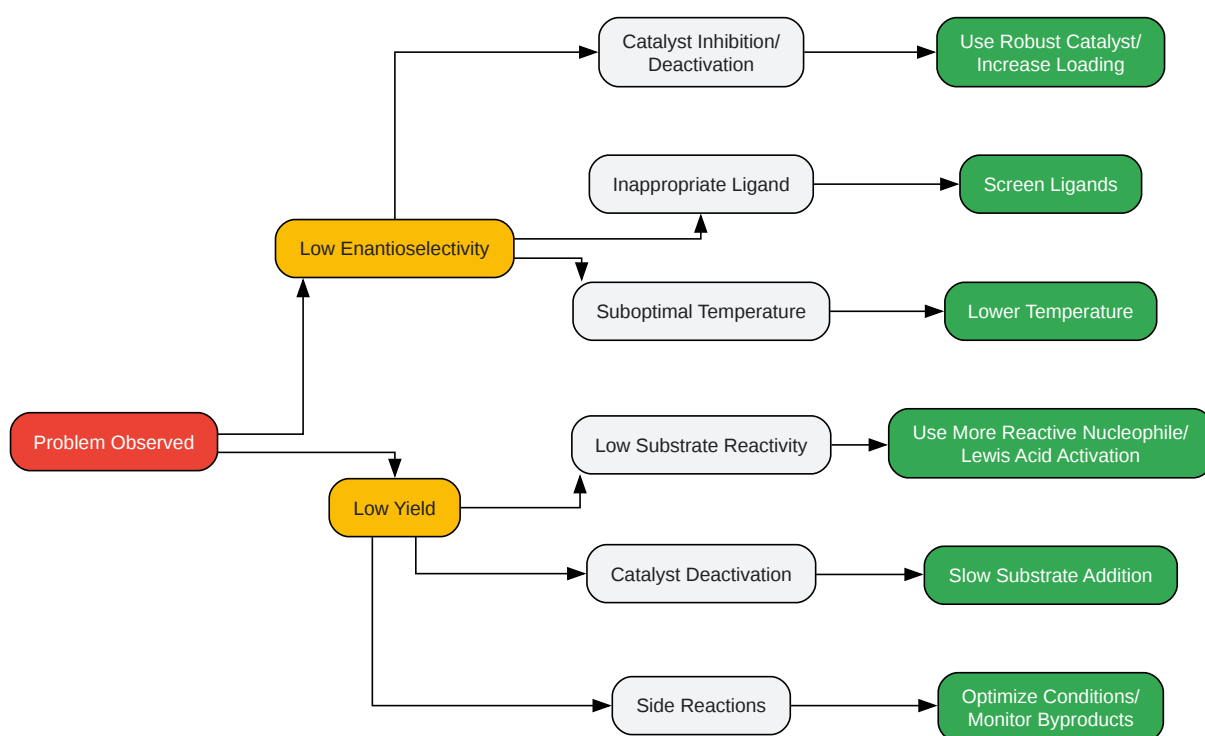 Catalyst Inhibition/
Deactivation
Use Robust Catalyst/
Increase Loading
Inappropriate Ligand
Screen Ligands
Low Enantioselectivity
Suboptimal Temperature
Lower Temperature
Problem Observed
Low Substrate Reactivity
Use More Reactive Nucleophile/
Lewis Acid Activation
Low Yield
Catalyst Deactivation
Slow Substrate Addition
Side Reactions
Optimize Conditions/
Monitor Byproducts